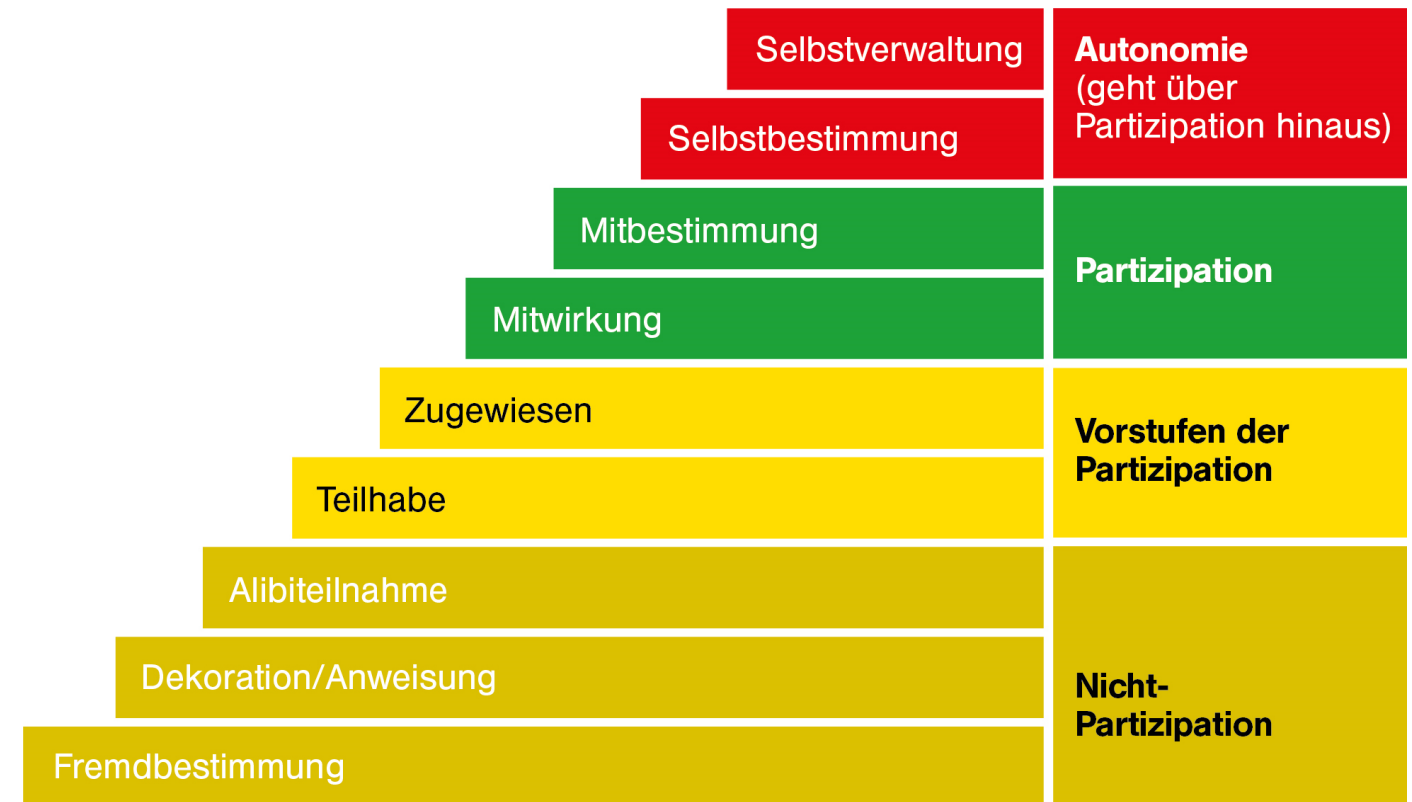 Selbstverwaltung
Autonomie
(geht über
Partizipation hinaus)
Selbstbestimmung
Mitbestimmung
Partizipation
Mitwirkung
Zugewiesen
Vorstufen der
Partizipation
Teilhabe
Alibiteilnahme
Dekoration/Anweisung
Nicht-
Partizipation
Fremdbestimmung